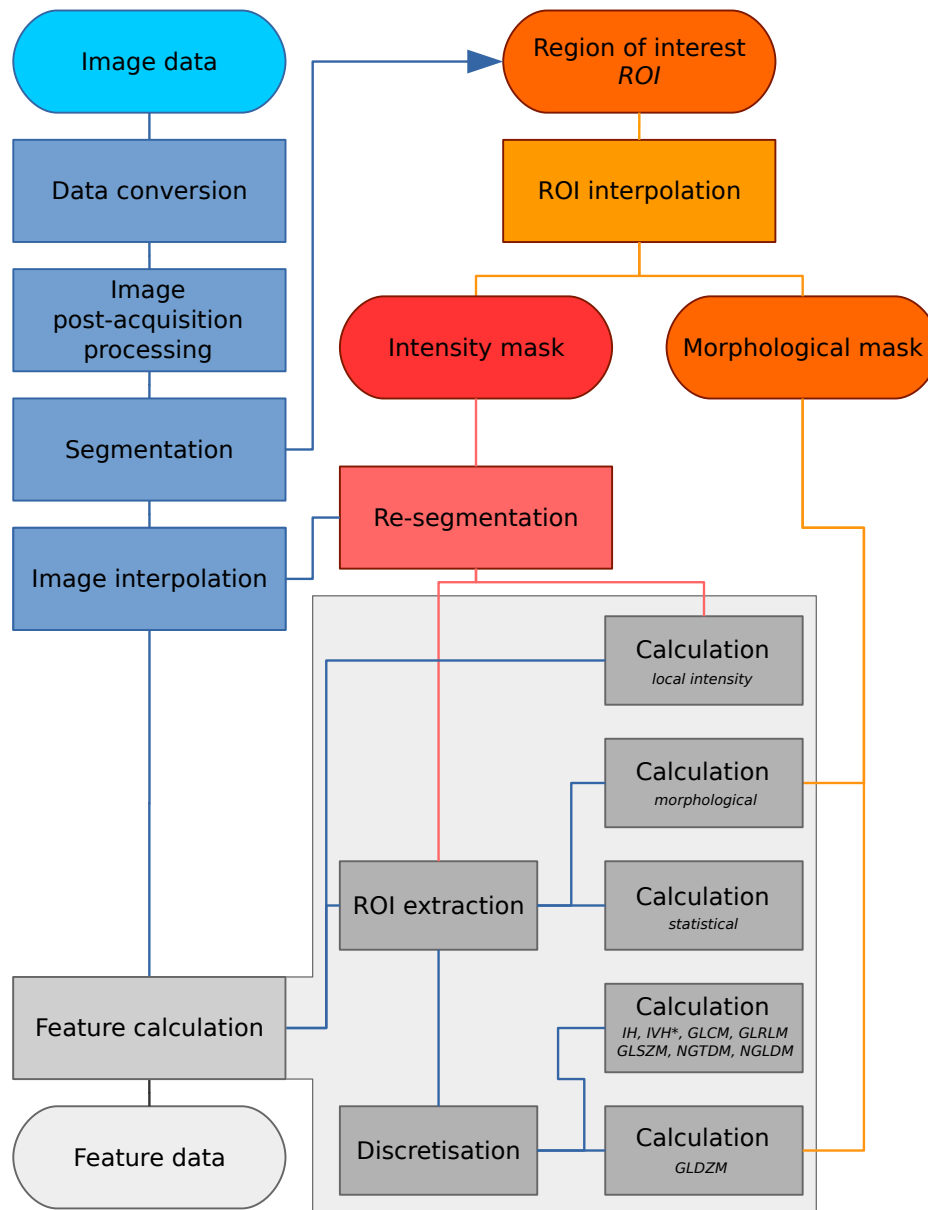 Image data
Region of interest
ROI
Data conversion
ROI interpolation
Image
post-acquisition
processing
Intensity mask
Morphological mask
Segmentation
Re-segmentation
Image interpolation
Calculation
local intensity
Calculation
morphological
ROI extraction
Calculation
statistical
Feature calculation
Calculation
IH, IVH*, GLCM, GLRLM
GLSZM, NGTDM, NGLDM
Feature data
Discretisation
Calculation
GLDZM